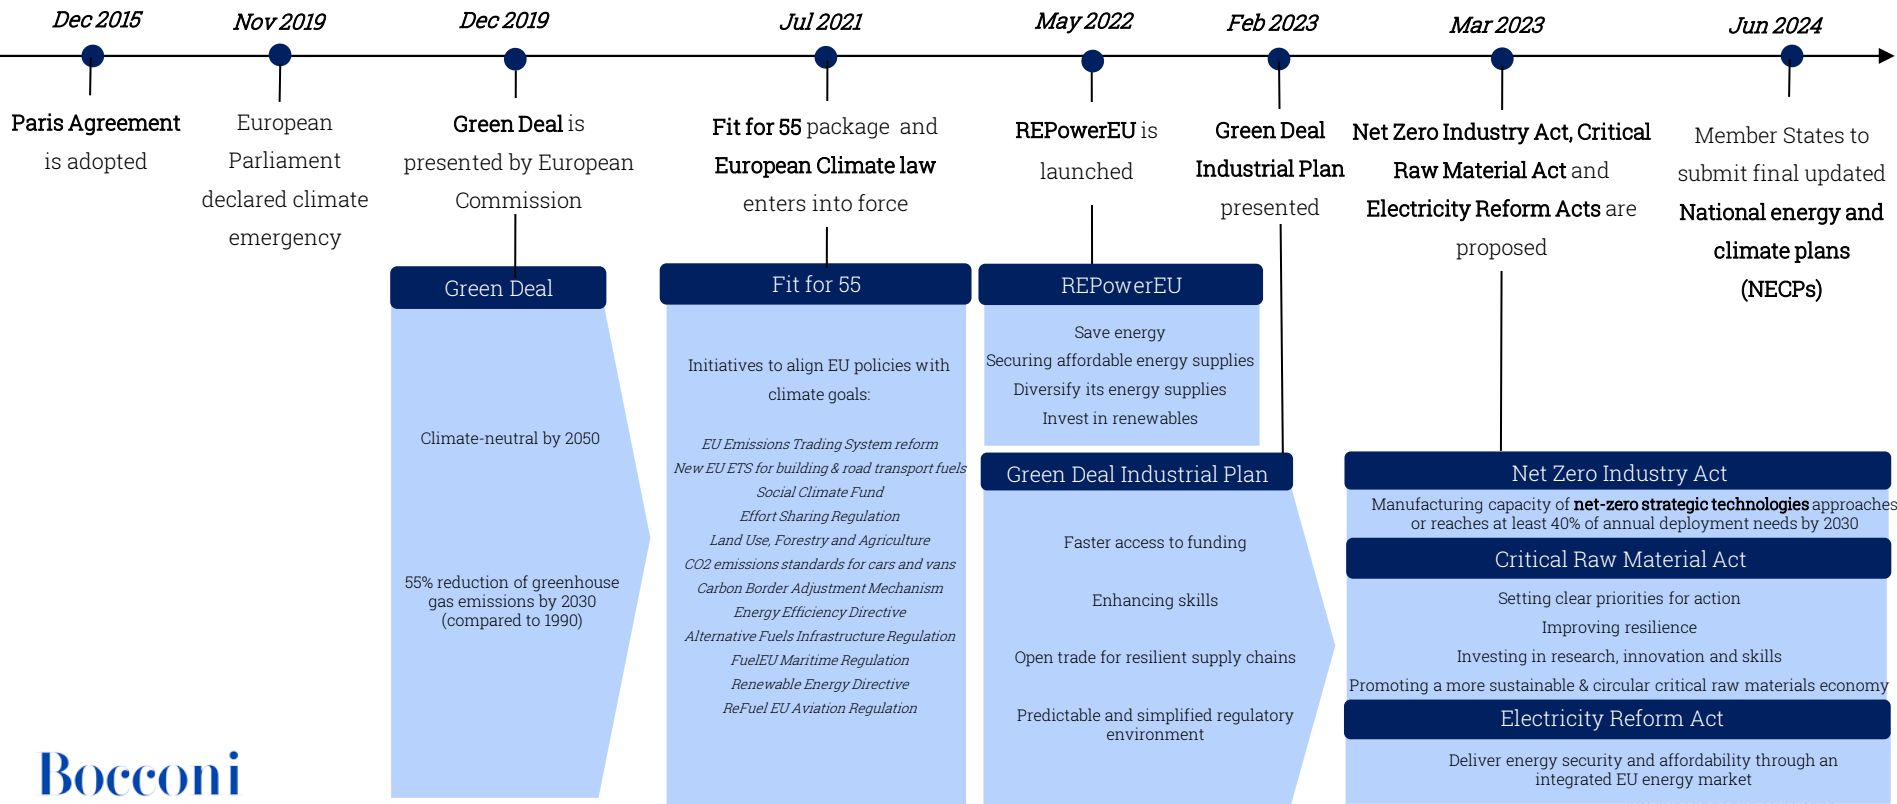 Dec 2015
Nov 2019
Dec 2019
Jul 2021
May 2022
Feb 2023
Mar 2023
Jun 2024
Paris Agreement
is adopted
European
Parliament
declared climate
emergency
Green Deal is
presented by European
Commission
Fit for 55 package and
European Climate law
enters into force
REPowerEU is
launched
Green Deal
Industrial Plan
presented
Net Zero Industry Act, Critical
Raw Material Act and
Electricity Reform Acts are
proposed
Member States to
submit final updated
National energy and
climate plans
(NECPs)
Green Deal
Climate-neutral by 2050
55% reduction of greenhouse
gas emissions by 2030
(compared to 1990)
Fit for 55
Initiatives to align EU policies with
climate goals:
EU Emissions Trading System reform
New EU ETS for building & road transport fuels
Social Climate Fund
Effort Sharing Regulation
Land Use, Forestry and Agriculture
CO2 emissions standards for cars and vans
Carbon Border Adjustment Mechanism
Energy Efficiency Directive
Alternative Fuels Infrastructure Regulation
FuelEU Maritime Regulation
Renewable Energy Directive
ReFuel EU Aviation Regulation
REPowerEU
Save energy
Securing affordable energy supplies
Diversify its energy supplies
Invest in renewables
Green Deal Industrial Plan
Faster access to funding
Enhancing skills
Open trade for resilient supply chains
Predictable and simplified regulatory
environment
Net Zero Industry Act
Manufacturing capacity of net-zero strategic technologies approaches
or reaches at least 40% of annual deployment needs by 2030
Critical Raw Material Act
Setting clear priorities for action
Improving resilience
Investing in research, innovation and skills
Promoting a more sustainable & circular critical raw materials economy
Electricity Reform Act
Deliver energy security and affordability through an
integrated EU energy market
Bocconi